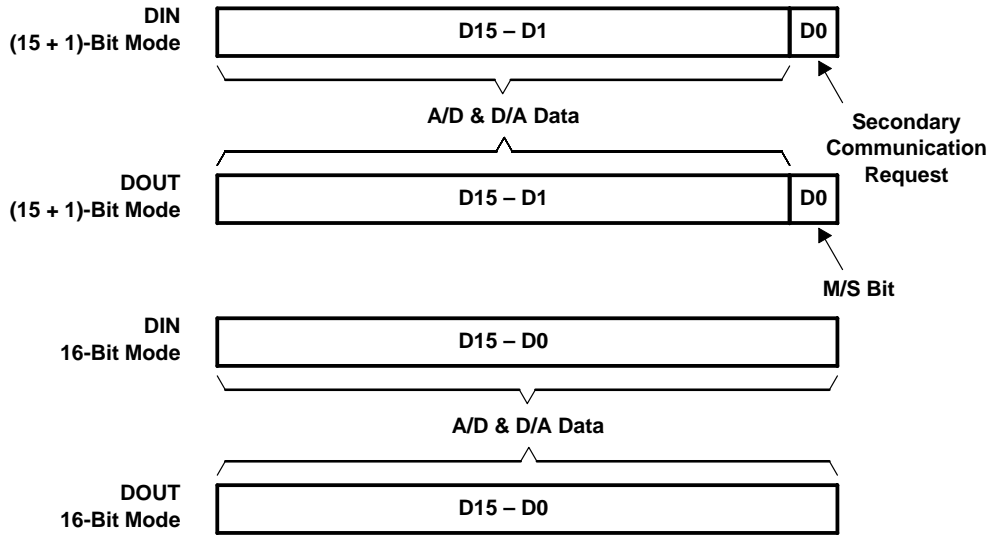 DIN
(15 + 1)-Bit Mode
D15 – D1
D0
A/D & D/A Data
Secondary
Communication
Request
DOUT
(15 + 1)-Bit Mode
D15 – D1
D0
M/S Bit
DIN
16-Bit Mode
D15 – D0
A/D & D/A Data
DOUT
16-Bit Mode
D15 – D0